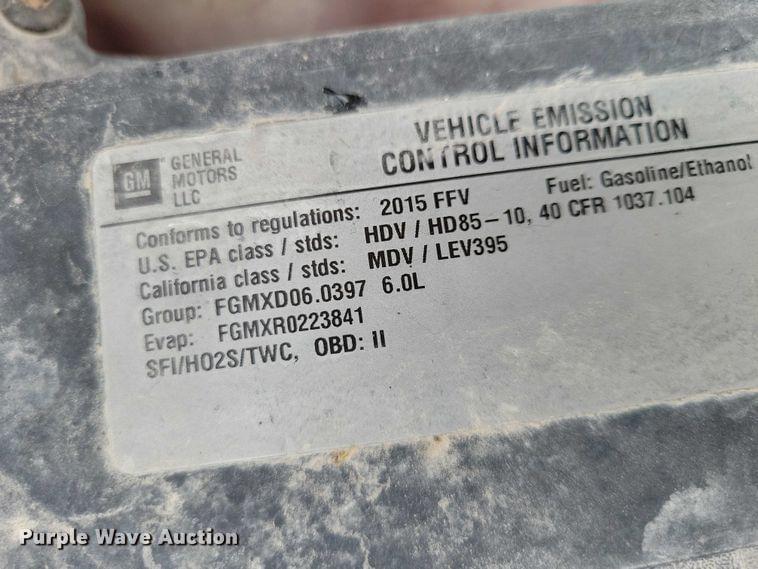 GM
GENERAL
MOTORS
LLC
VEHICLE EMISSION
CONTROL INFORMATION
Conforms to regulations: 2015 FFV Fuel: Gasoline/Ethanol
U.S. EPA class / stds: HDV / HD85-10, 40 CFR 1037.104
California class / stds: MDV / LEV395
Group: FGMXD06.0397 6.0L
Evap: FGMXR0223841
SFI/HO2S/TWC, OBD: II
Purple Wave Auction